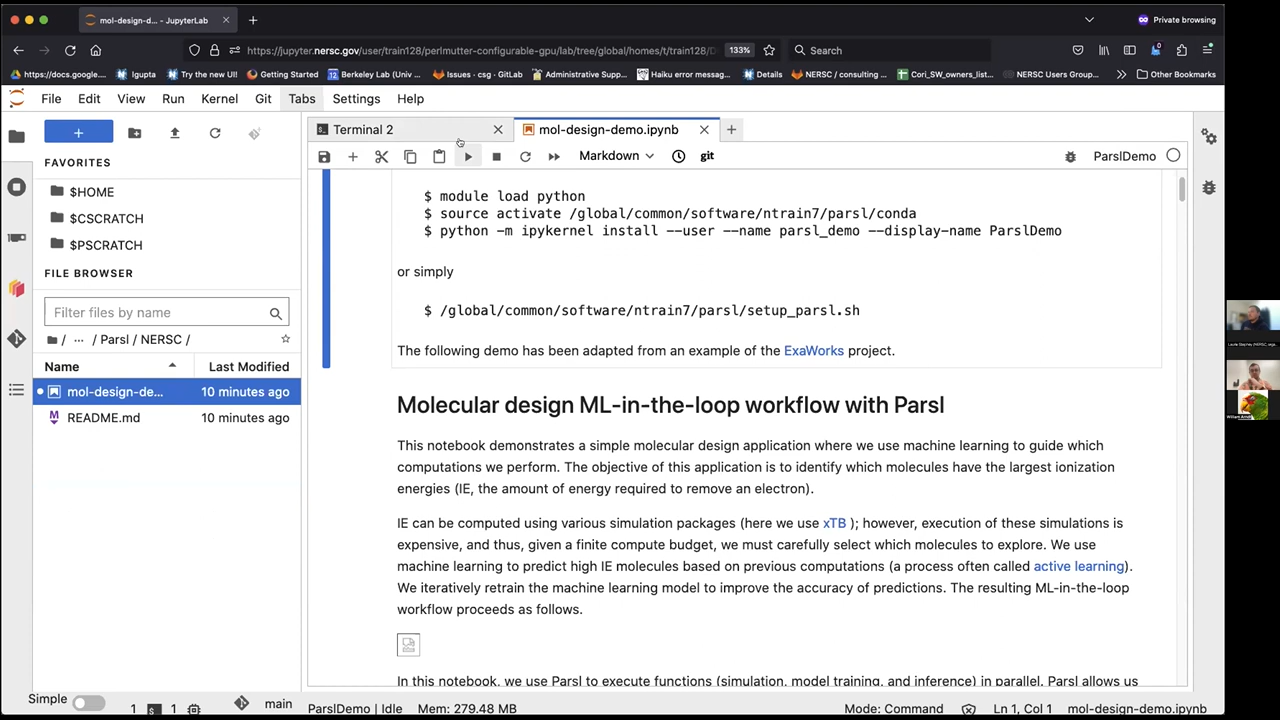 mol-design-d... - JupyterLab
Private browsing
https://jupyter.nersc.gov/user/train128/perlmutter-configurable-gpu/lab/tree/global/homes/t/train128/D
133%
Search
https://docs.google....
lgupta
Try the new UI!
Getting Started
Berkeley Lab (Univ ...
Issues · csg · GitLab
Administrative Supp...
Haiku error messag...
Details
NERSC / consulting ...
Cori_SW_owners_list...
NERSC Users Group...
Other Bookmarks
File Edit View Run Kernel Git Tabs Settings Help
Terminal 2
mol-design-demo.ipynb
Markdown
git
ParslDemo
FAVORITES
$HOME
$CSCRATCH
$PSCRATCH
FILE BROWSER
Filter files by name
/ ... / Parsl / NERSC /
Name Last Modified
mol-design-de... 10 minutes ago
README.md 10 minutes ago
$ module load python
$ source activate /global/common/software/ntrain7/parsl/conda
$ python -m ipykernel install --user --name parsl_demo --display-name ParslDemo
or simply
$ /global/common/software/ntrain7/parsl/setup_parsl.sh
The following demo has been adapted from an example of the ExaWorks project.
Molecular design ML-in-the-loop workflow with Parsl
This notebook demonstrates a simple molecular design application where we use machine learning to guide which
computations we perform. The objective of this application is to identify which molecules have the largest ionization
energies (IE, the amount of energy required to remove an electron).
IE can be computed using various simulation packages (here we use xTB ); however, execution of these simulations is
expensive, and thus, given a finite compute budget, we must carefully select which molecules to explore. We use
machine learning to predict high IE molecules based on previous computations (a process often called active learning).
We iteratively retrain the machine learning model to improve the accuracy of predictions. The resulting ML-in-the-loop
workflow proceeds as follows.
In this notebook, we use Parsl to execute functions (simulation, model training, and inference) in parallel. Parsl allows us
Simple
1
1
main
ParslDemo | Idle
Mem: 279.48 MB
Mode: Command
Ln 1, Col 1
mol-design-demo.ipynb